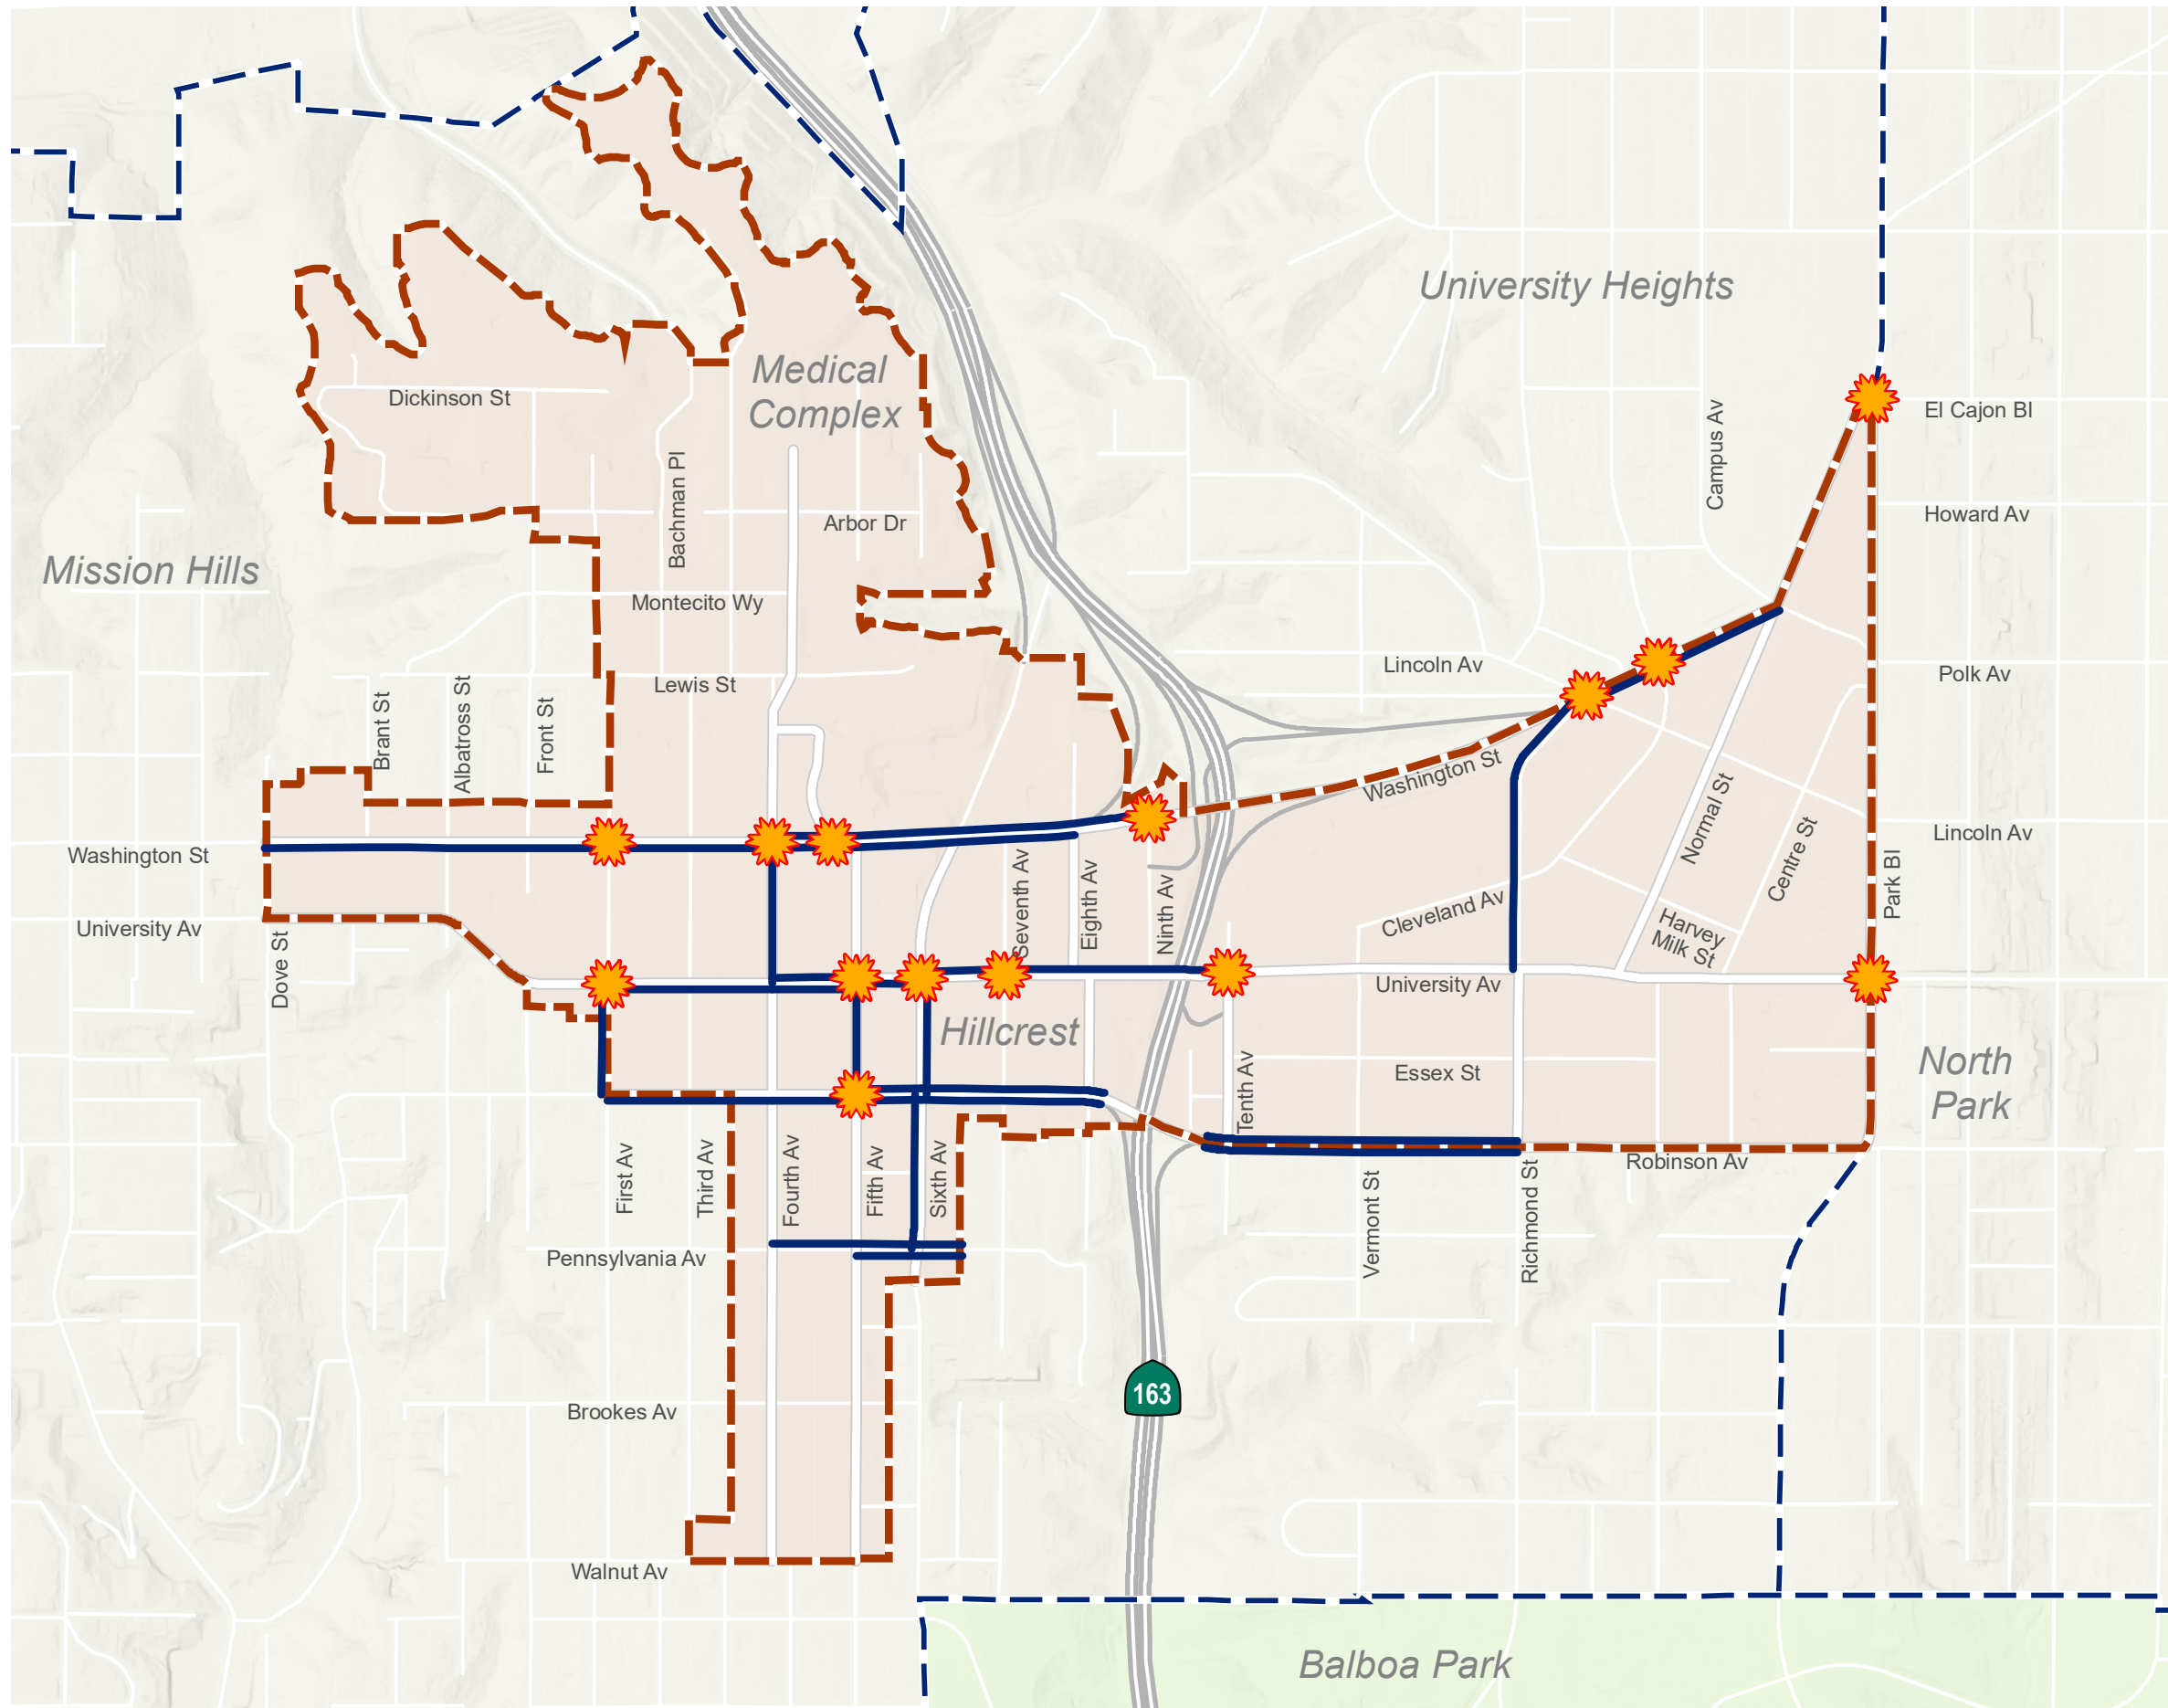 University Heights
Medical
Complex
Dickinson St
El Cajon Bl
Campus Av
Bachman Pl
Howard Av
Arbor Dr
Mission Hills
Montecito Wy
Lincoln Av
Polk Av
Lewis St
Brant St
Albatross St
Front St
Washington St
Normal St
Centre St
Lincoln Av
Washington St
Park Bl
Seventh Av
Eighth Av
Ninth Av
Cleveland Av
University Av
Harvey
Milk St
Dove St
University Av
Hillcrest
North
Park
Essex St
Tenth Av
First Av
Third Av
Fourth Av
Fifth Av
Sixth Av
Vermont St
Richmond St
Robinson Av
Pennsylvania Av
163
Brookes Av
Walnut Av
Balboa Park